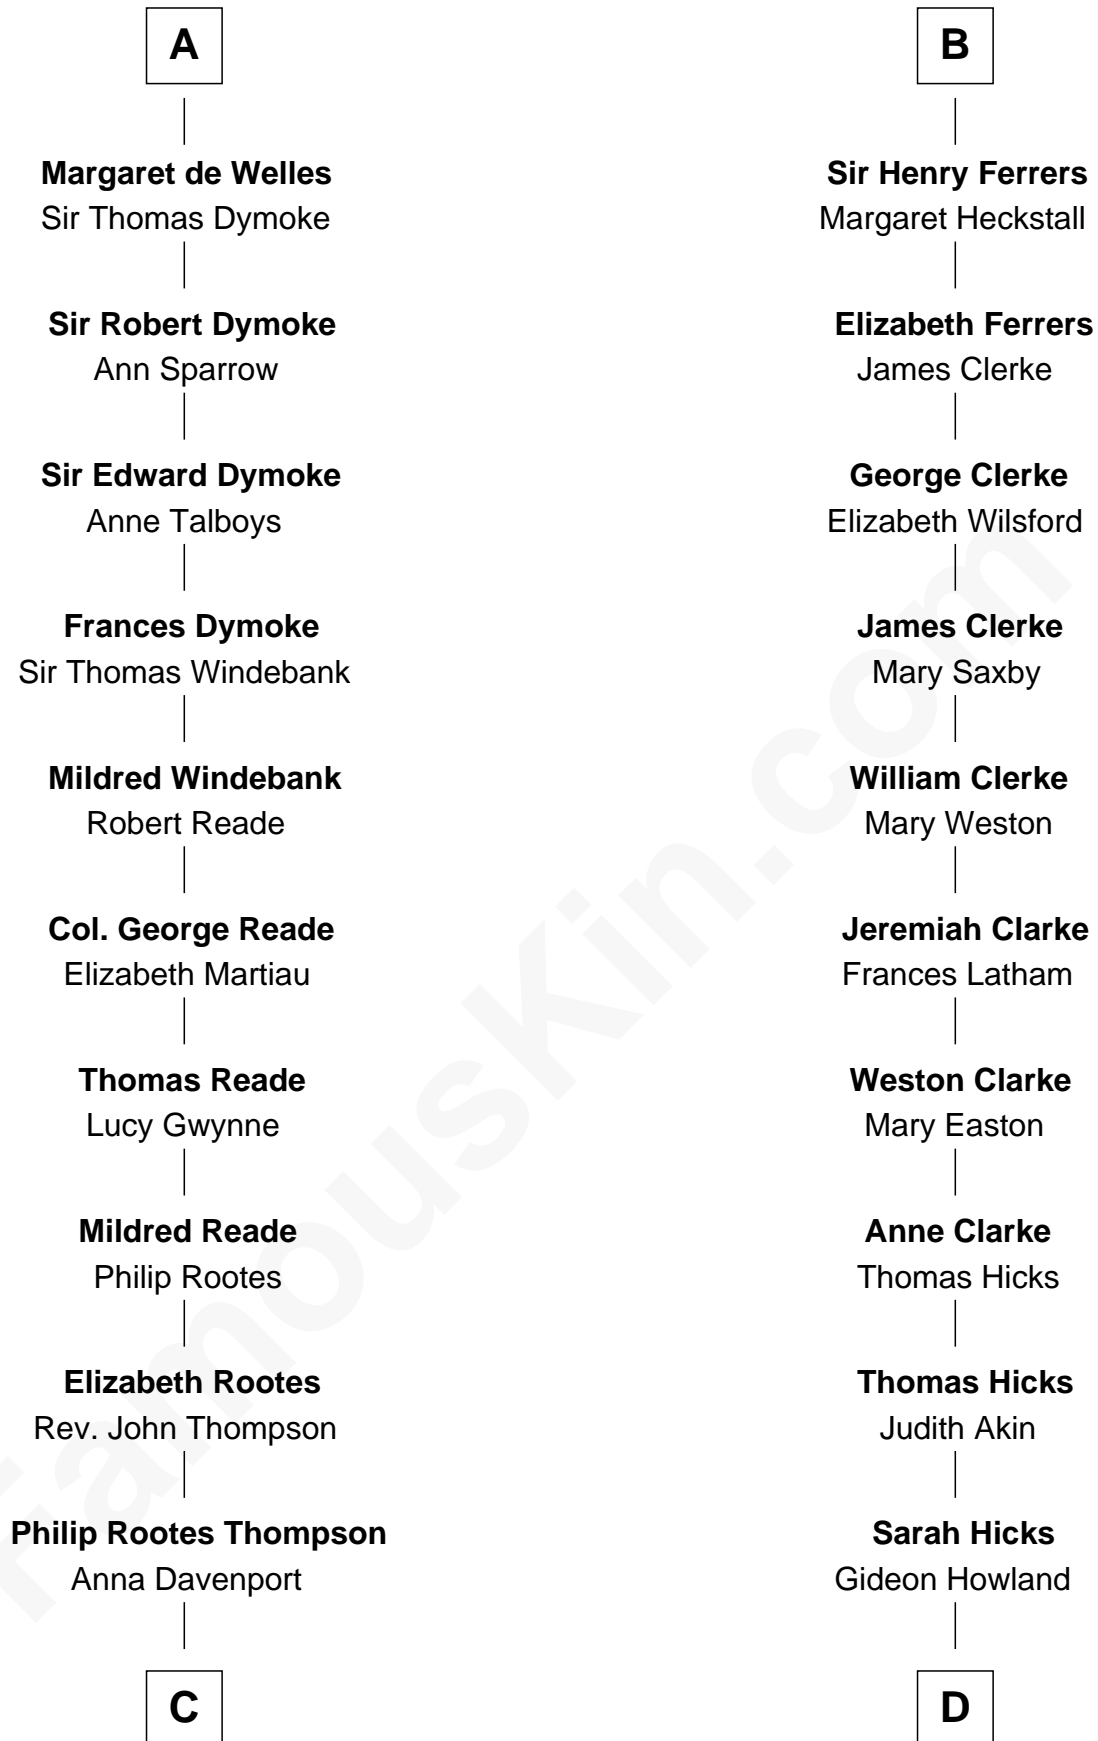 A
Margaret de Welles
Sir Thomas Dymoke
Sir Robert Dymoke
Ann Sparrow
Sir Edward Dymoke
Anne Talboys
Frances Dymoke
Sir Thomas Windebank
Mildred Windebank
Robert Reade
Col. George Reade
Elizabeth Martiau
Thomas Reade
Lucy Gwynne
Mildred Reade
Philip Rootes
Elizabeth Rootes
Rev. John Thompson
Philip Rootes Thompson
Anna Davenport
C
B
Sir Henry Ferrers
Margaret Heckstall
Elizabeth Ferrers
James Clerke
George Clerke
Elizabeth Wilsford
James Clerke
Mary Saxby
William Clerke
Mary Weston
Jeremiah Clarke
Frances Latham
Weston Clarke
Mary Easton
Anne Clarke
Thomas Hicks
Thomas Hicks
Judith Akin
Sarah Hicks
Gideon Howland
D
FamousKin.com